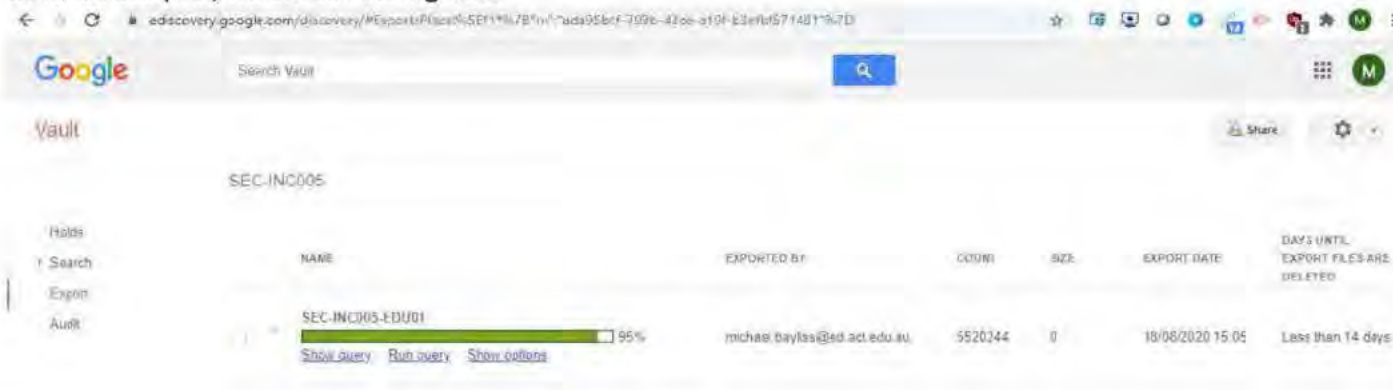 Google
Search Vault
M
Vault
Share
SEC-INC005
Holds
Search
Export
Audit
NAME
EXPORTED BY
COUNT
SIZE
EXPORT DATE
DAYS UNTIL
EXPORT FILES ARE
DELETED
SEC-INC005-EDU01
95%
michael.bayliss@ed.act.edu.au
5520244
0
18/08/2020 15:05
Less than 14 days
Show query Run query Show options